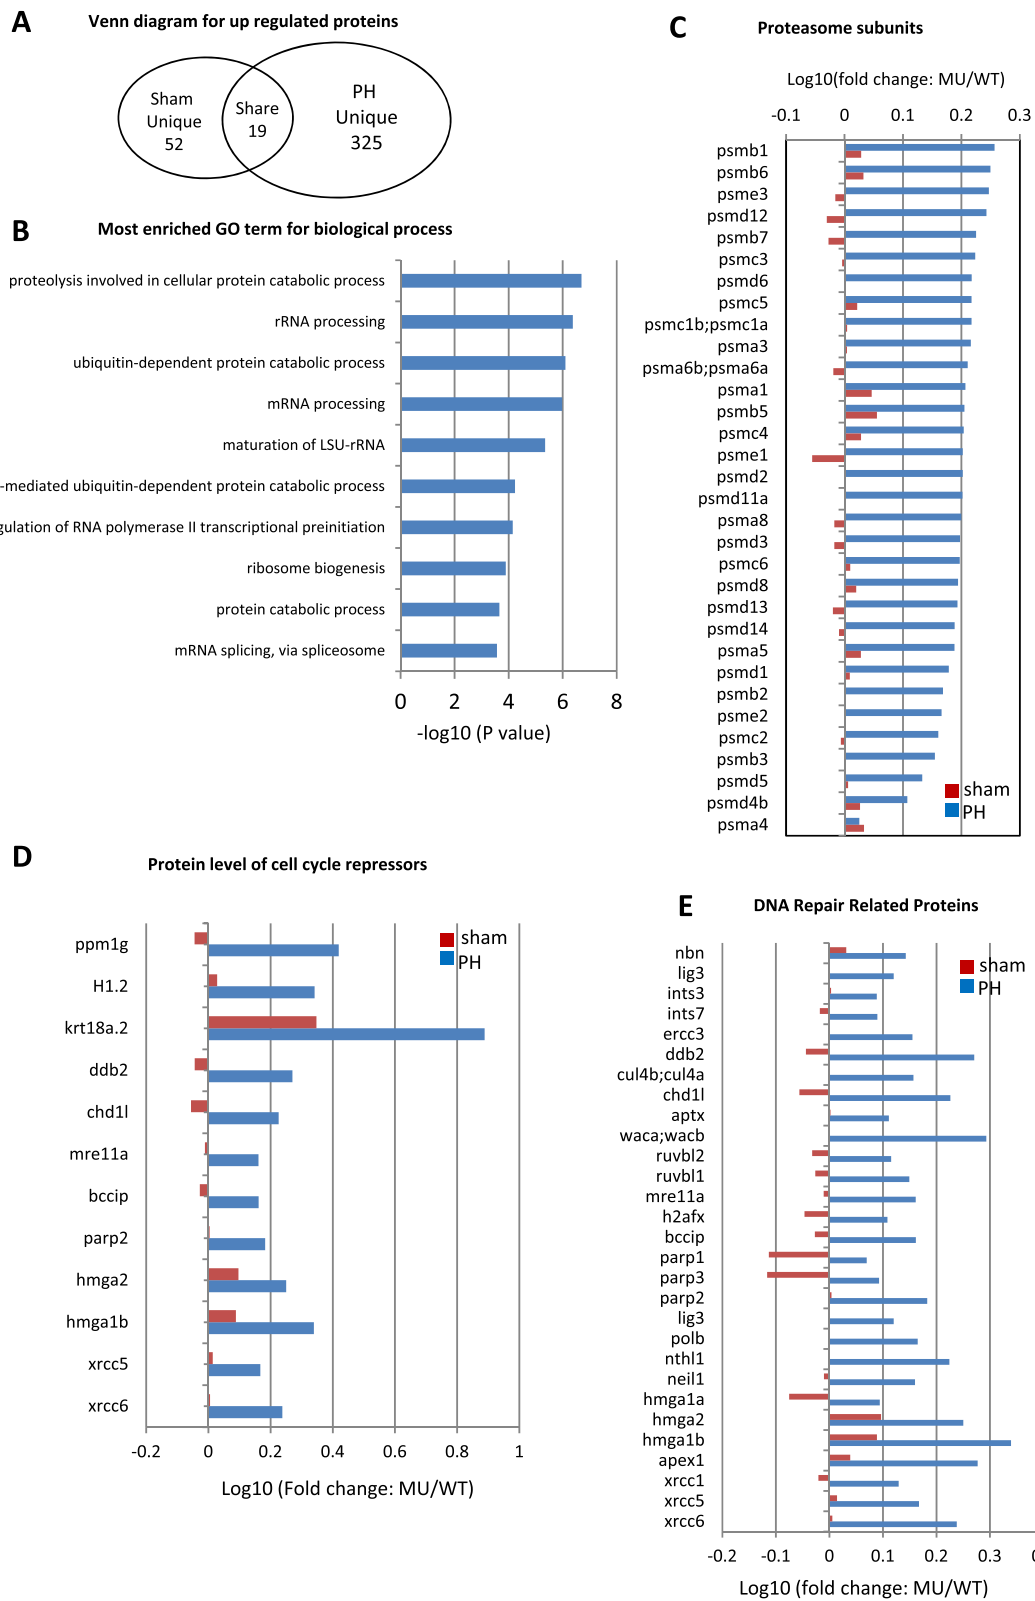 A
Venn diagram for up regulated proteins
Sham
Unique
52
Share
19
PH
Unique
325
B
Most enriched GO term for biological process
proteolysis involved in cellular protein catabolic process
rRNA processing
ubiquitin-dependent protein catabolic process
mRNA processing
maturation of LSU-rRNA
-mediated ubiquitin-dependent protein catabolic process
gulation of RNA polymerase II transcriptional preinitiation
ribosome biogenesis
protein catabolic process
mRNA splicing, via spliceosome
0 2 4 6 8
-log10 (P value)
C
Proteasome subunits
Log10(fold change: MU/WT)
-0.1 0 0.1 0.2 0.3
psmb1
psmb6
psme3
psmd12
psmb7
psmc3
psmd6
psmc5
psmc1b;psmc1a
psma3
psma6b;psma6a
psma1
psmb5
psmc4
psme1
psmd2
psmd11a
psma8
psmd3
psmc6
psmd8
psmd13
psmd14
psma5
psmd1
psmb2
psme2
psmc2
psmb3
psmd5
psmd4b
psma4
sham
PH
D
Protein level of cell cycle repressors
ppm1g
H1.2
krt18a.2
ddb2
chd1l
mre11a
bccip
parp2
hmga2
hmga1b
xrcc5
xrcc6
sham
PH
-0.2 0 0.2 0.4 0.6 0.8 1
Log10 (Fold change: MU/WT)
E
DNA Repair Related Proteins
nbn
lig3
ints3
ints7
ercc3
ddb2
cul4b;cul4a
chd1l
aptx
waca;wacb
ruvbl2
ruvbl1
mre11a
h2afx
bccip
parp1
parp3
parp2
lig3
polb
nthl1
neil1
hmga1a
hmga2
hmga1b
apex1
xrcc1
xrcc5
xrcc6
sham
PH
-0.2 -0.1 0 0.1 0.2 0.3
Log10 (fold change: MU/WT)